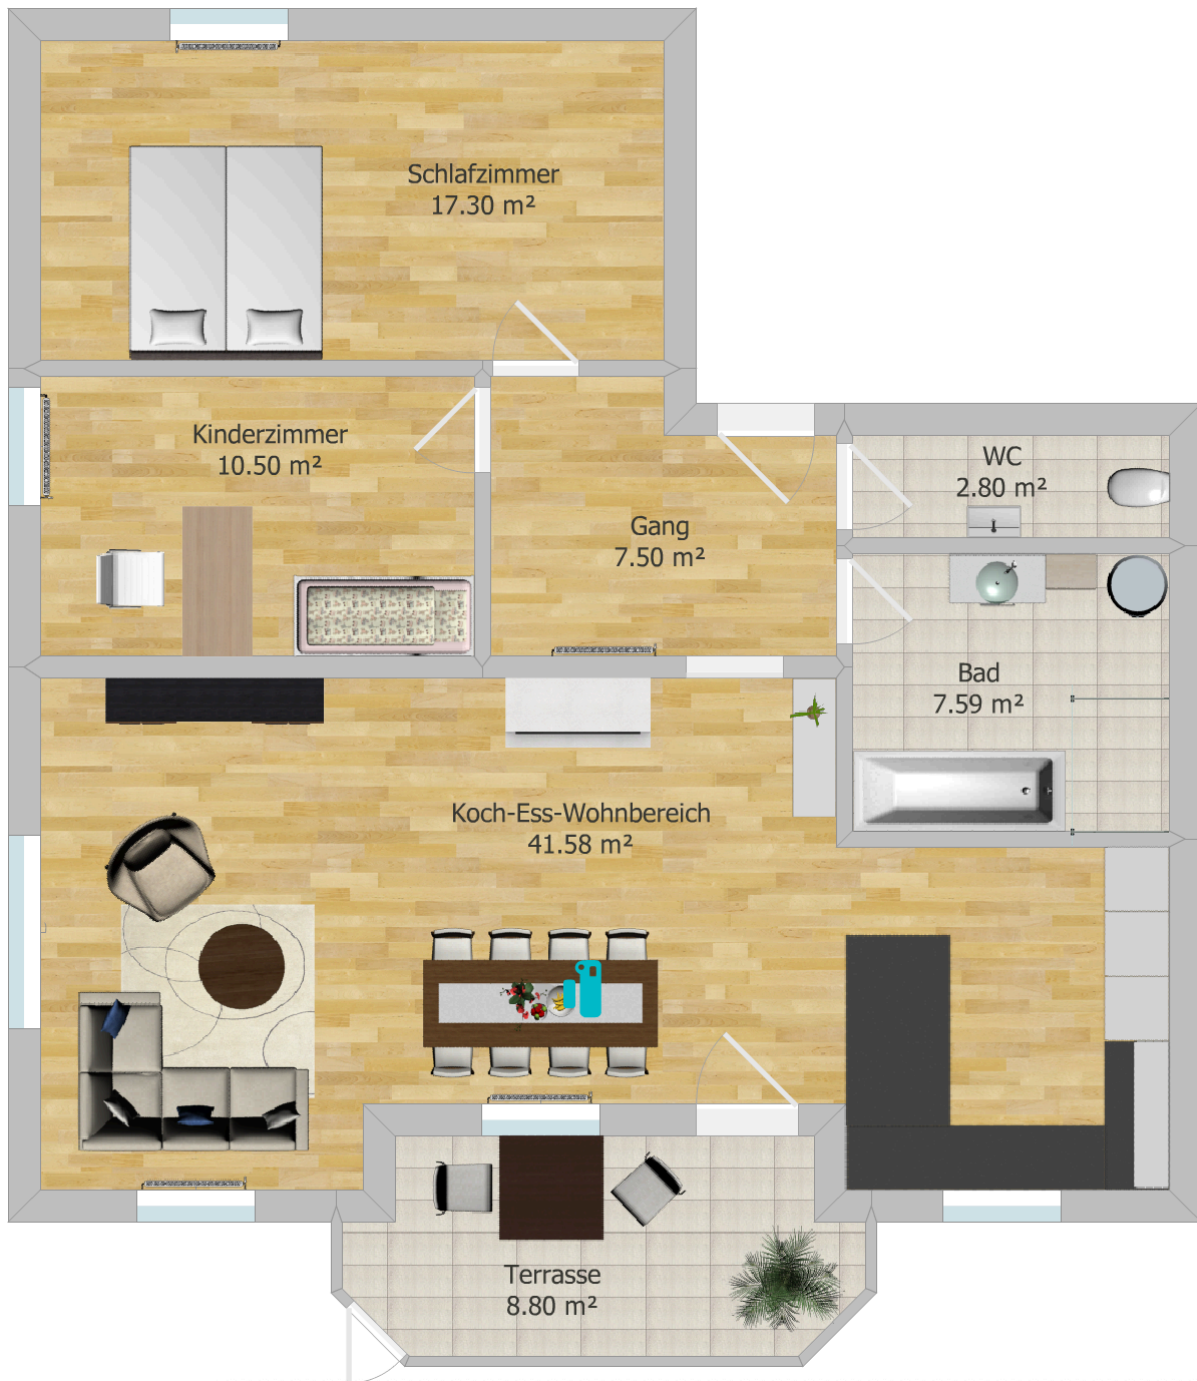 Schlafzimmer
17.30 m²
Kinderzimmer
10.50 m²
WC
2.80 m²
Gang
7.50 m²
Bad
7.59 m²
Koch-Ess-Wohnbereich
41.58 m²
Terrasse
8.80 m²